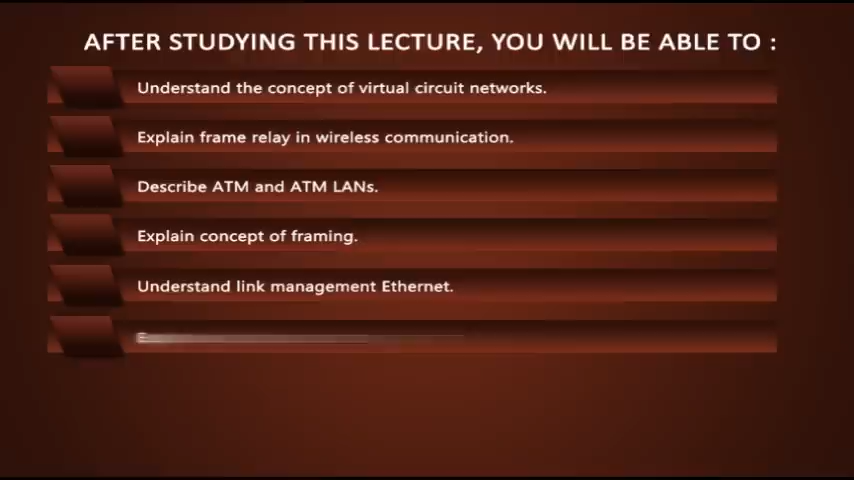 AFTER STUDYING THIS LECTURE, YOU WILL BE ABLE TO :
Understand the concept of virtual circuit networks.
Explain frame relay in wireless communication.
Describe ATM and ATM LANs.
Explain concept of framing.
Understand link management Ethernet.